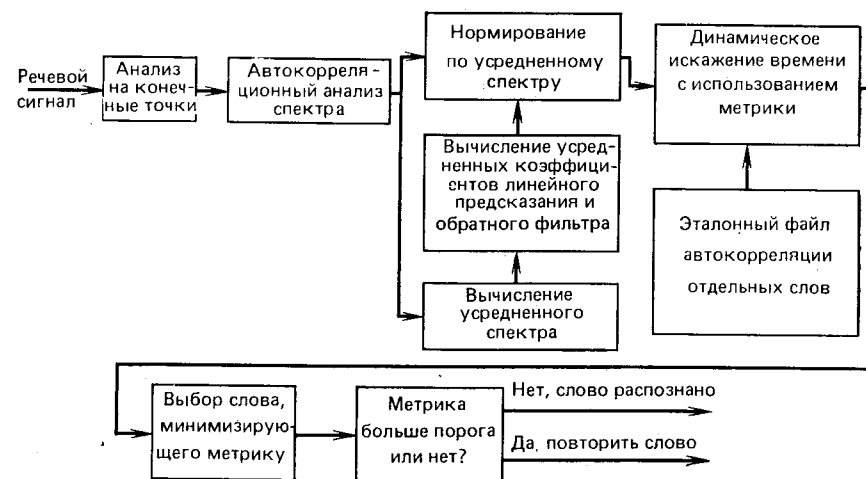 Речевой
сигнал
Анализ
на конеч-
ные точки
Автокорреля-
ционный анализ
спектра
Нормирование
по усредненному
спектру
Динамическое
искажение времени
с использованием
метрики
Вычисление усред-
ненных коэффици-
ентов линейного
предсказания и
обратного фильтра
Эталонный файл
автокорреляции
отдельных слов
Вычисление
усредненного
спектра
Выбор слова,
минимизирую-
щего метрику
Метрика
больше порога
или нет?
Нет, слово распознано
Да, повторить слово